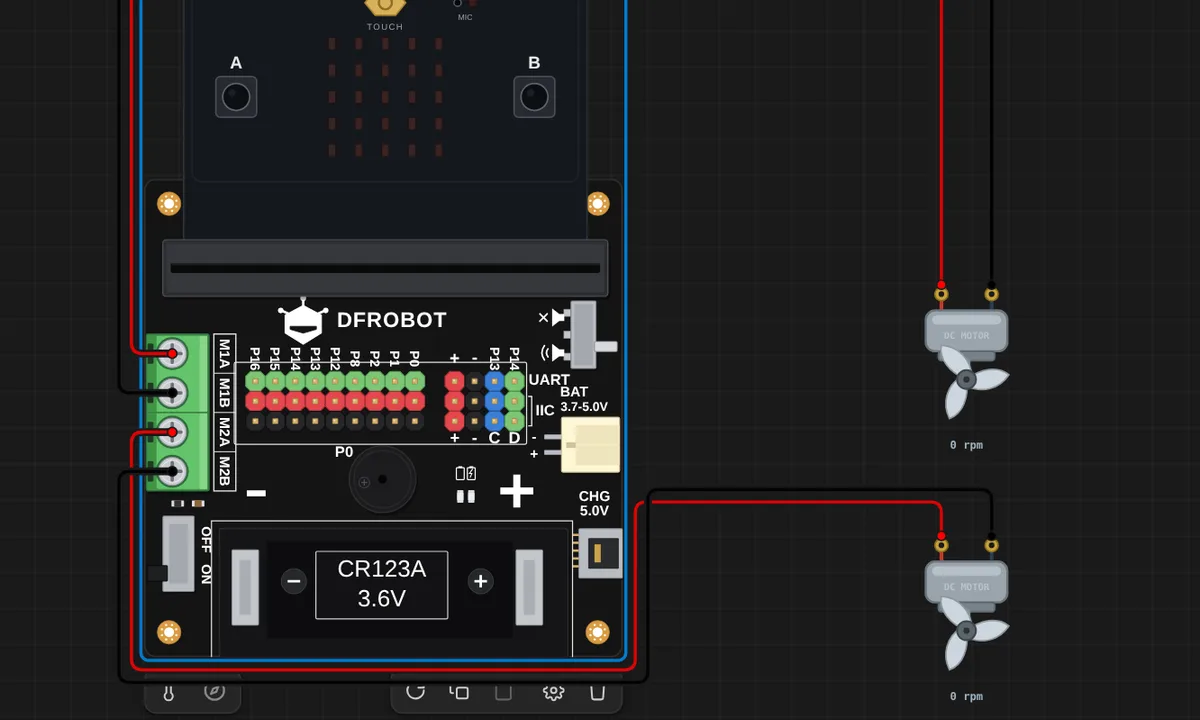 TOUCH
MIC
A
B
DFROBOT
M1A
M1B
M2A
M2B
P16
P15
P14
P13
P12
P8
P2
P1
P0
+
-
P13
P14
UART
BAT
3.7-5.0V
IIC
+
-
C
D
-
+
P0
CHG
5.0V
OFF
ON
CR123A
3.6V
DC MOTOR
0 rpm
DC MOTOR
0 rpm